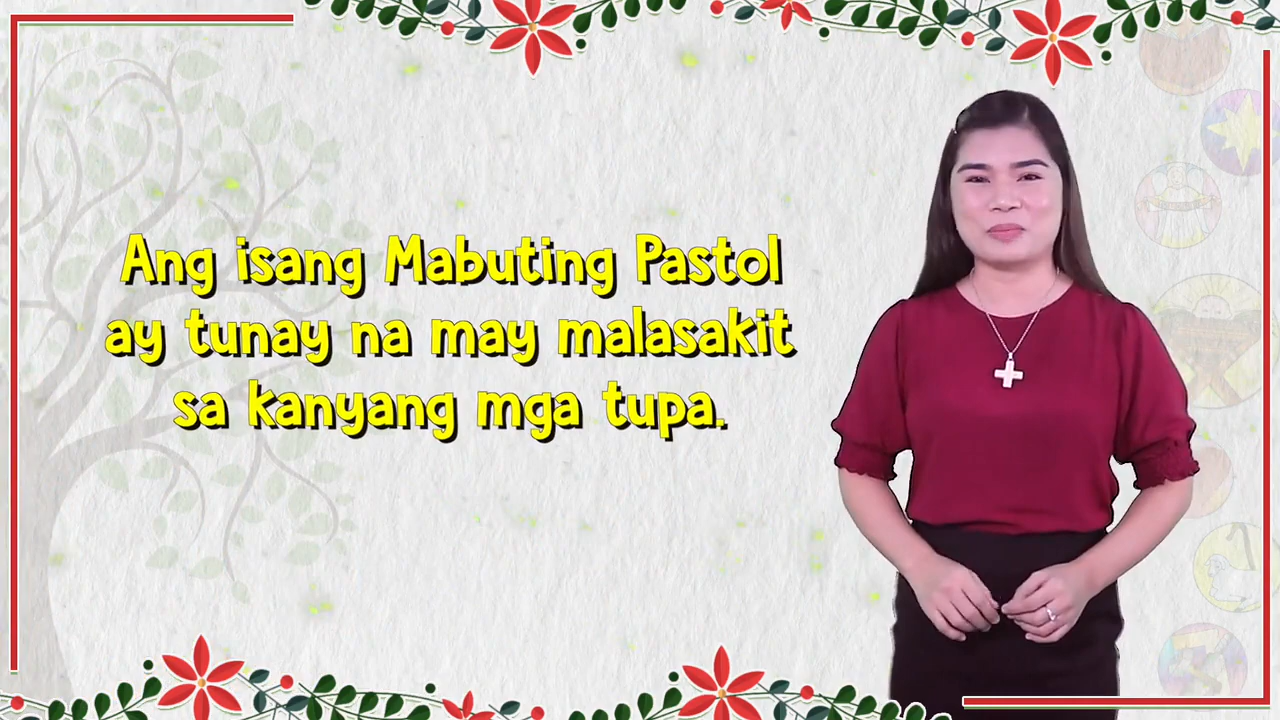 Ang isang Mabuting Pastol
ay tunay na may malasakit
sa kanyang mga tupa.